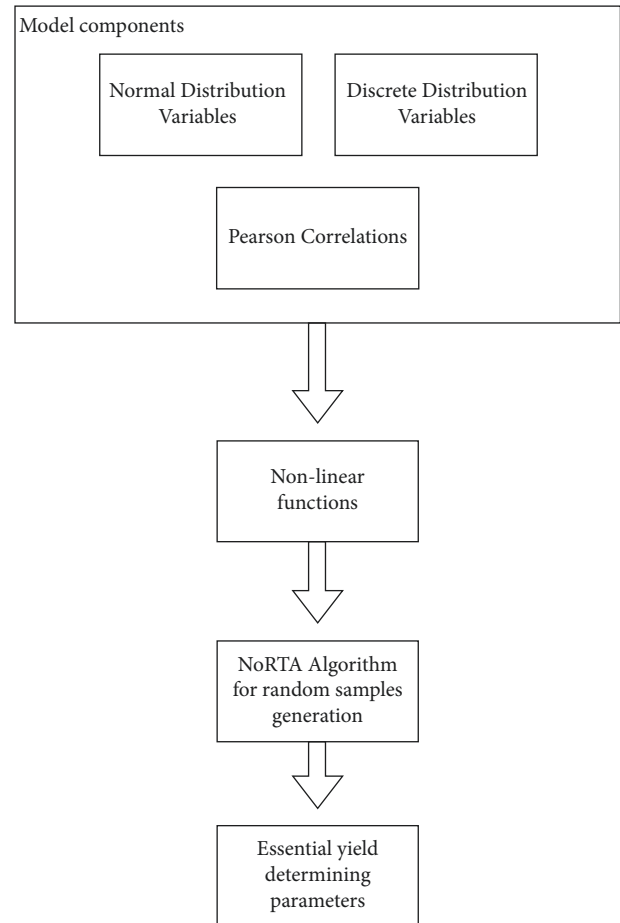 Model components
Normal Distribution
Variables
Discrete Distribution
Variables
Pearson Correlations
Non-linear
functions
NoRTA Algorithm
for random samples
generation
Essential yield
determining
parameters